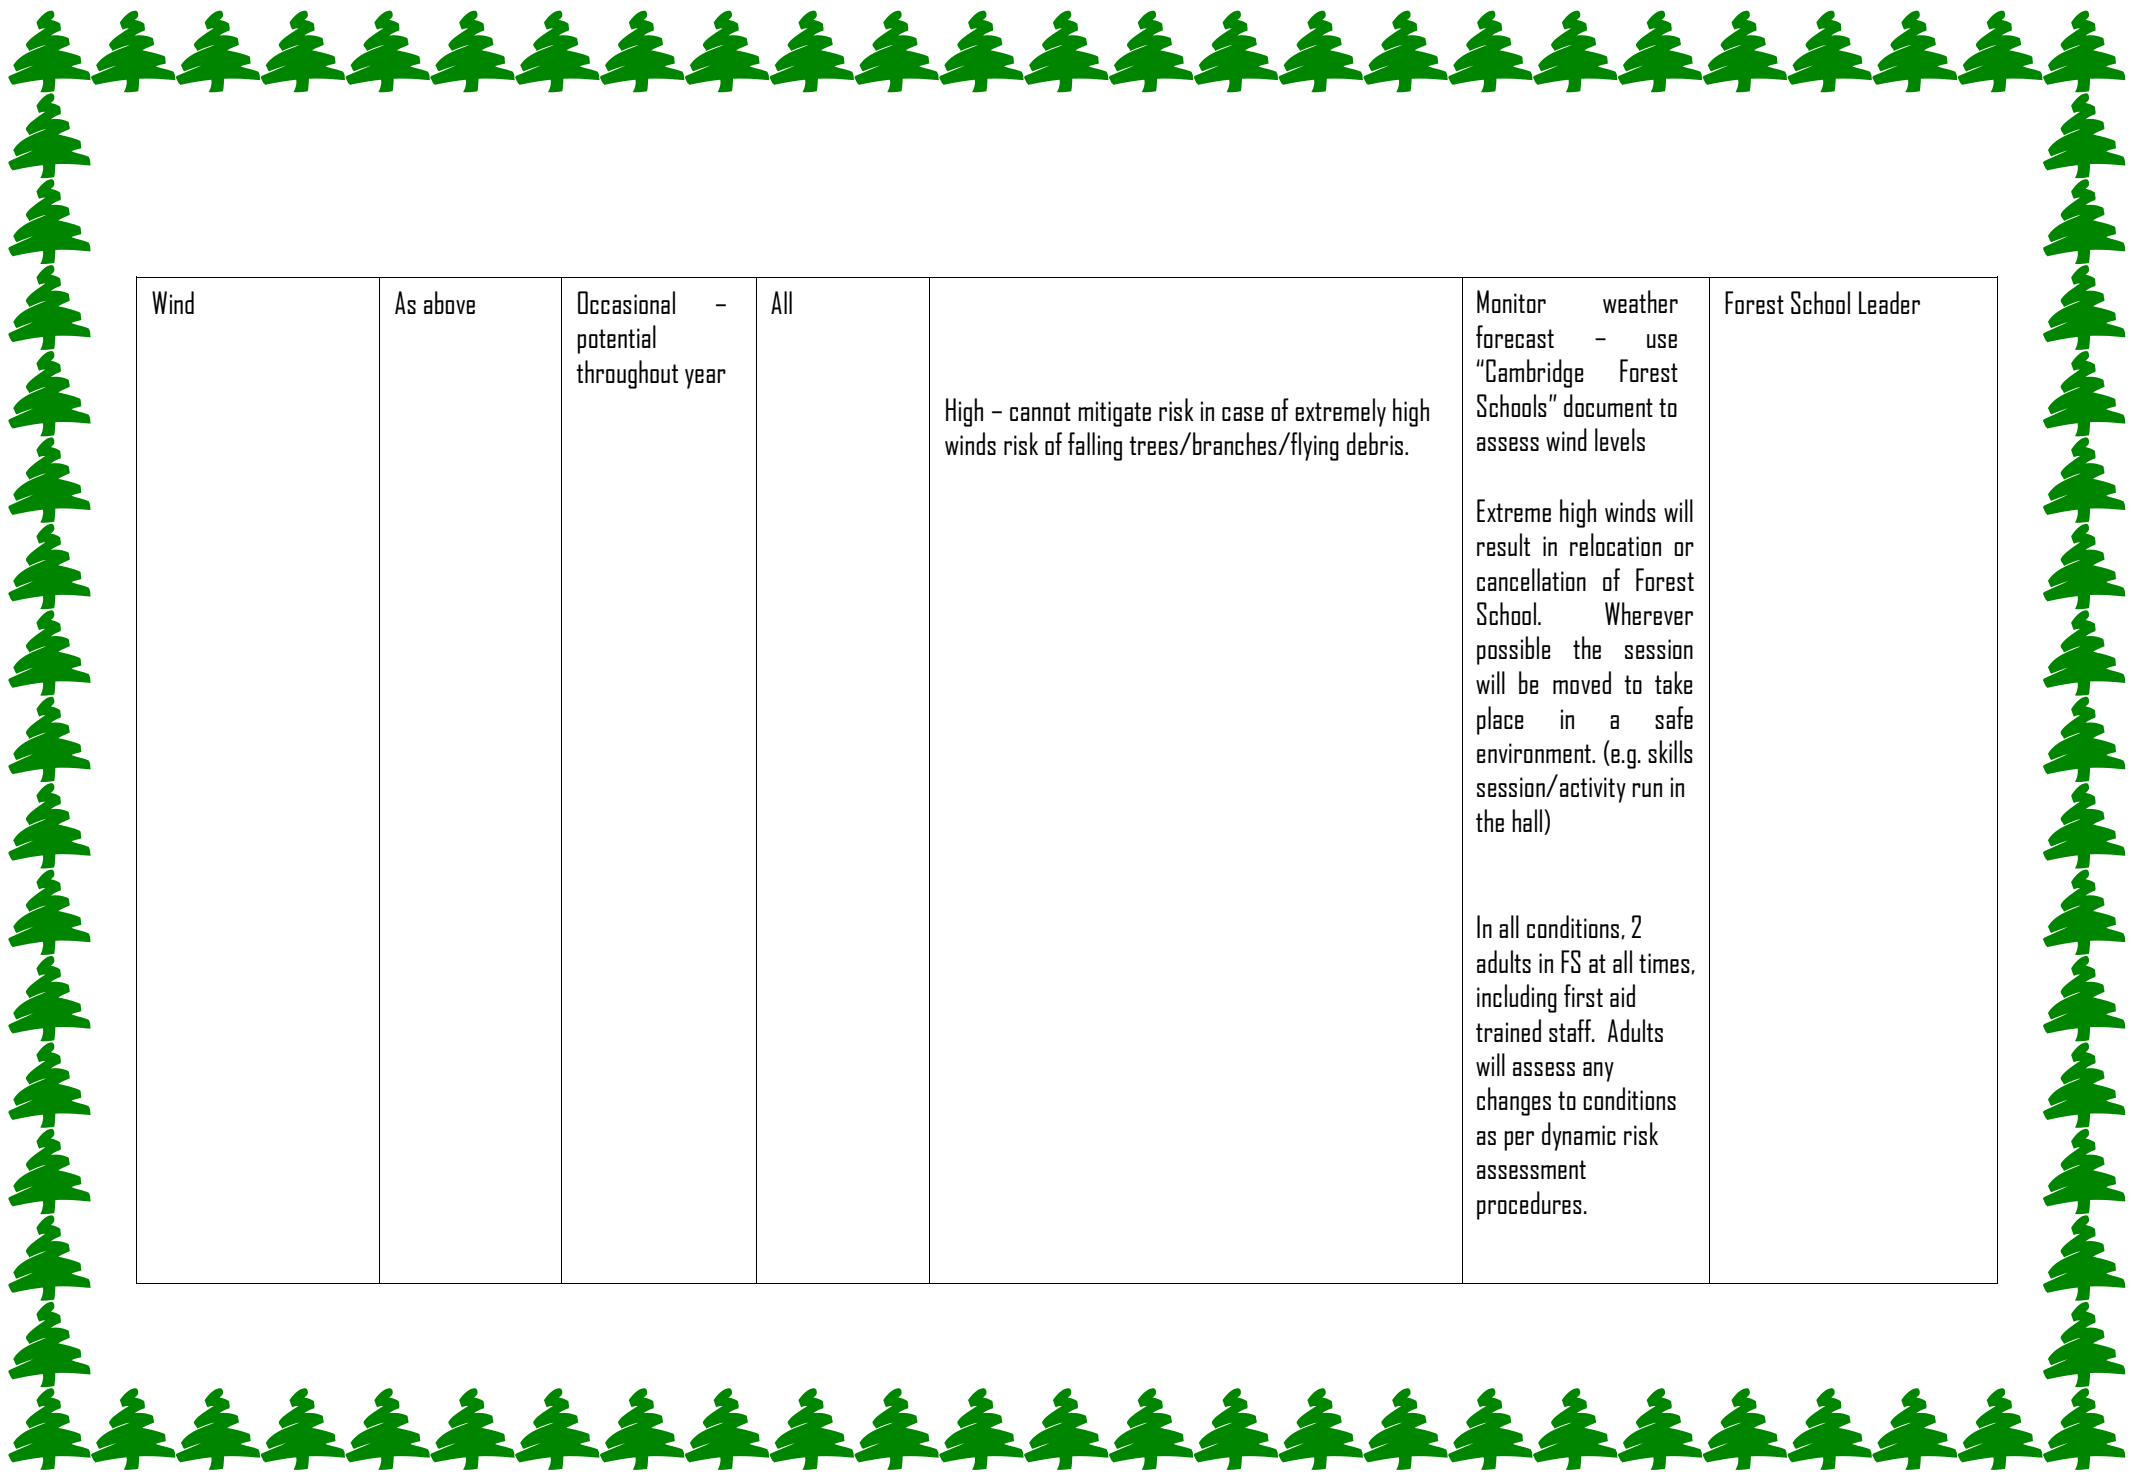 Wind
As above
Occasional –
potential
throughout year
All
High – cannot mitigate risk in case of extremely high
winds risk of falling trees/branches/flying debris.
Monitor weather
forecast – use
“Cambridge Forest
Schools” document to
assess wind levels
Extreme high winds will
result in relocation or
cancellation of Forest
School. Wherever
possible the session
will be moved to take
place in a safe
environment. (e.g. skills
session/activity run in
the hall)
In all conditions, 2
adults in FS at all times,
including first aid
trained staff. Adults
will assess any
changes to conditions
as per dynamic risk
assessment
procedures.
Forest School Leader